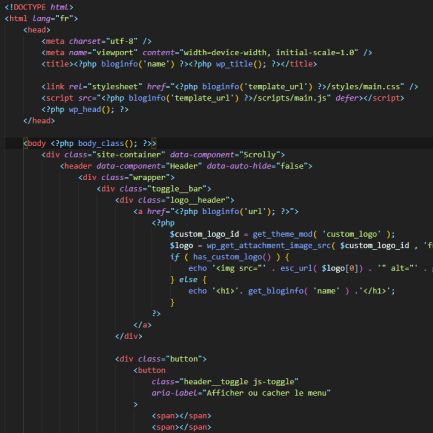 <!DOCTYPE html>
<html lang="fr">
<head>
<meta charset="utf-8" />
<meta name="viewport" content="width=device-width, initial-scale=1.0" />
<title><?php bloginfo('name') ?><?php wp_title(); ?></title>
<link rel="stylesheet" href="<?php bloginfo('template_url') ?>/styles/main.css" />
<script src="<?php bloginfo('template_url') ?>/scripts/main.js" defer></script>
<?php wp_head(); ?>
</head>
<body <?php body_class(); ?>>
<div class="site-container" data-component="Scrolly">
<header data-component="Header" data-auto-hide="false">
<div class="wrapper">
<div class="toggle__bar">
<div class="logo__header">
<a href="<?php bloginfo('url'); ?>">
<?php
$custom_logo_id = get_theme_mod( 'custom_logo' );
$logo = wp_get_attachment_image_src( $custom_logo_id , 'f
if ( has_custom_logo() ) {
echo '<img src="' . esc_url( $logo[0] ) . '" alt="' .
} else {
echo '<h1>'. get_bloginfo( 'name' ) .'</h1>';
}
?>
</a>
</div>
<div class="button">
<button
class="header__toggle js-toggle"
aria-label="Afficher ou cacher le menu"
>
<span></span>
<span></span>